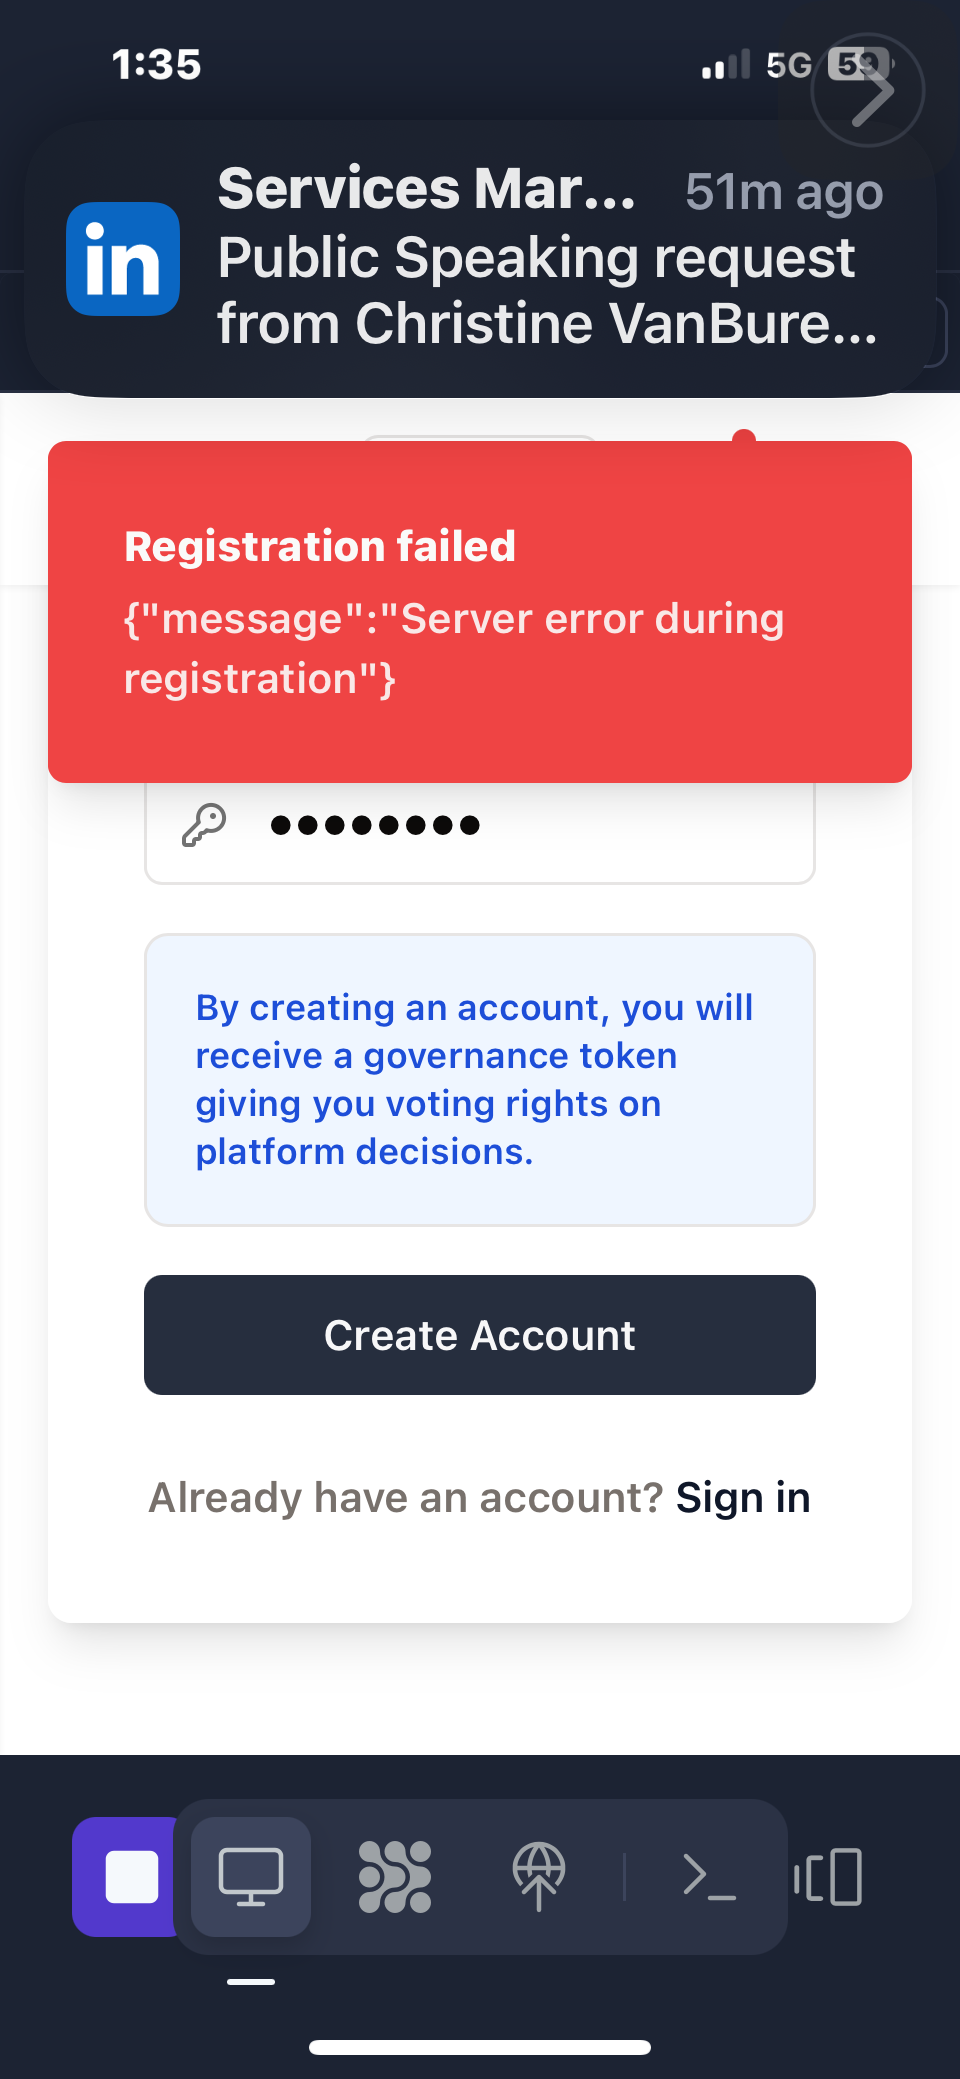 1:35
5G
59
in
Services Mar...
51m ago
Public Speaking request
from Christine VanBure...
Registration failed
{"message":"Server error during
registration"}
By creating an account, you will
receive a governance token
giving you voting rights on
platform decisions.
Create Account
Already have an account? Sign in